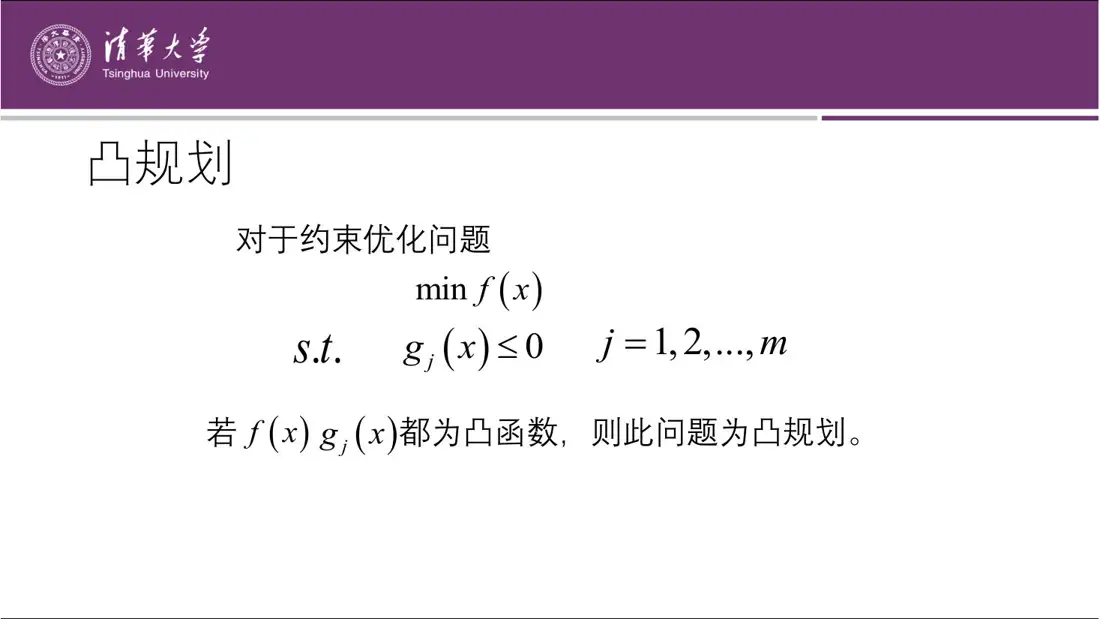 清华大学
Tsinghua University
凸规划
对于约束优化问题
min f(x)
s.t. g_j(x) ≤ 0 j = 1, 2, ..., m
若 f(x) g_j(x)都为凸函数，则此问题为凸规划。